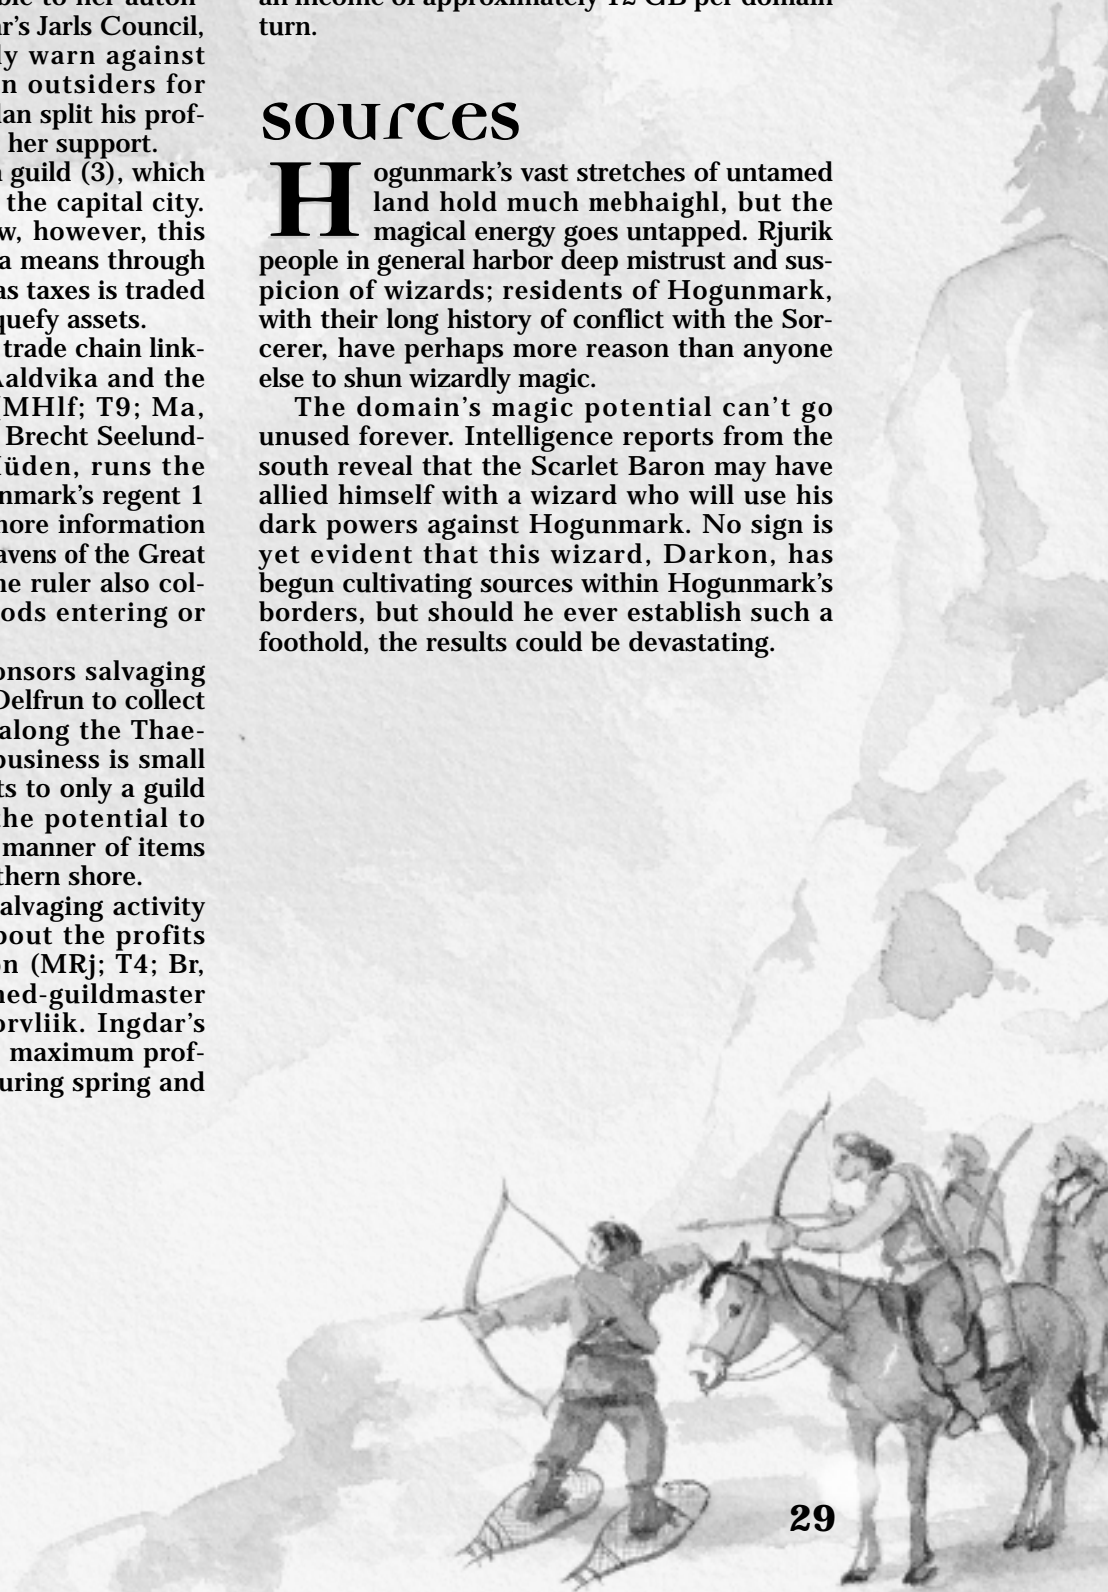 ar's Jarls Council,
ly warn against
n outsiders for
lan split his prof-
her support.
guild (3), which
the capital city.
w, however, this
a means through
as taxes is traded
quefy assets.
trade chain link-
Aaldvika and the
(MHlf; T9; Ma,
Brecht Seelund-
Müden, runs the
nmark's regent 1
more information
avens of the Great
he ruler also col-
ods entering or
onsors salvaging
Delfrun to collect
along the Thae-
business is small
ts to only a guild
the potential to
manner of items
thern shore.
alvaging activity
bout the profits
on (MRj; T4; Br,
ned-guildmaster
orvliik. Ingdar's
maximum prof-
uring spring and
an income of approximately 12 GB per domain
turn.
sources
Hogunmark's vast stretches of untamed
land hold much mebhaighl, but the
magical energy goes untapped. Rjurik
people in general harbor deep mistrust and sus-
picion of wizards; residents of Hogunmark,
with their long history of conflict with the Sor-
cerer, have perhaps more reason than anyone
else to shun wizardly magic.
The domain's magic potential can't go
unused forever. Intelligence reports from the
south reveal that the Scarlet Baron may have
allied himself with a wizard who will use his
dark powers against Hogunmark. No sign is
yet evident that this wizard, Darkon, has
begun cultivating sources within Hogunmark's
borders, but should he ever establish such a
foothold, the results could be devastating.
29